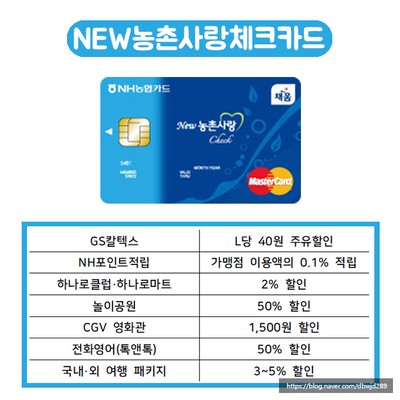 NEW농촌사랑체크카드
NH농협카드
채움
New 농촌사랑
Check
MONTH/YEAR
VALID
THRU
MasterCard
GS칼텍스 L당 40원 주유할인
NH포인트적립 가맹점 이용액의 0.1% 적립
하나로클럽·하나로마트 2% 할인
놀이공원 50% 할인
CGV 영화관 1,500원 할인
전화영어(톡앤톡) 50% 할인
국내·외 여행 패키지 3~5% 할인
https://blog.naver.com/dbwjd289